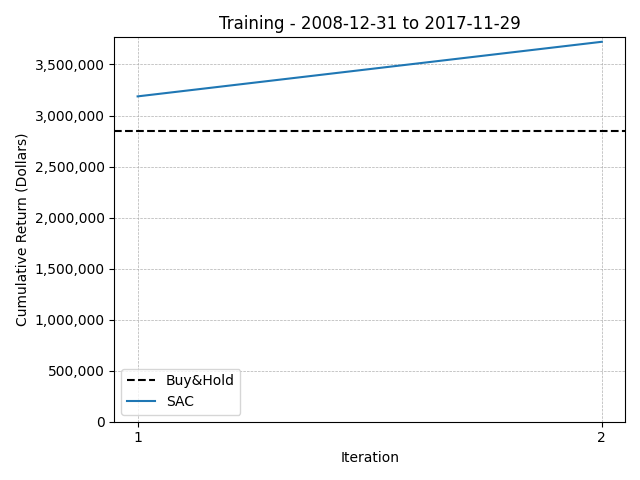 Training - 2008-12-31 to 2017-11-29
Cumulative Return (Dollars)
3,500,000
3,000,000
2,500,000
2,000,000
1,500,000
1,000,000
500,000
0
Buy&Hold
SAC
1
2
Iteration